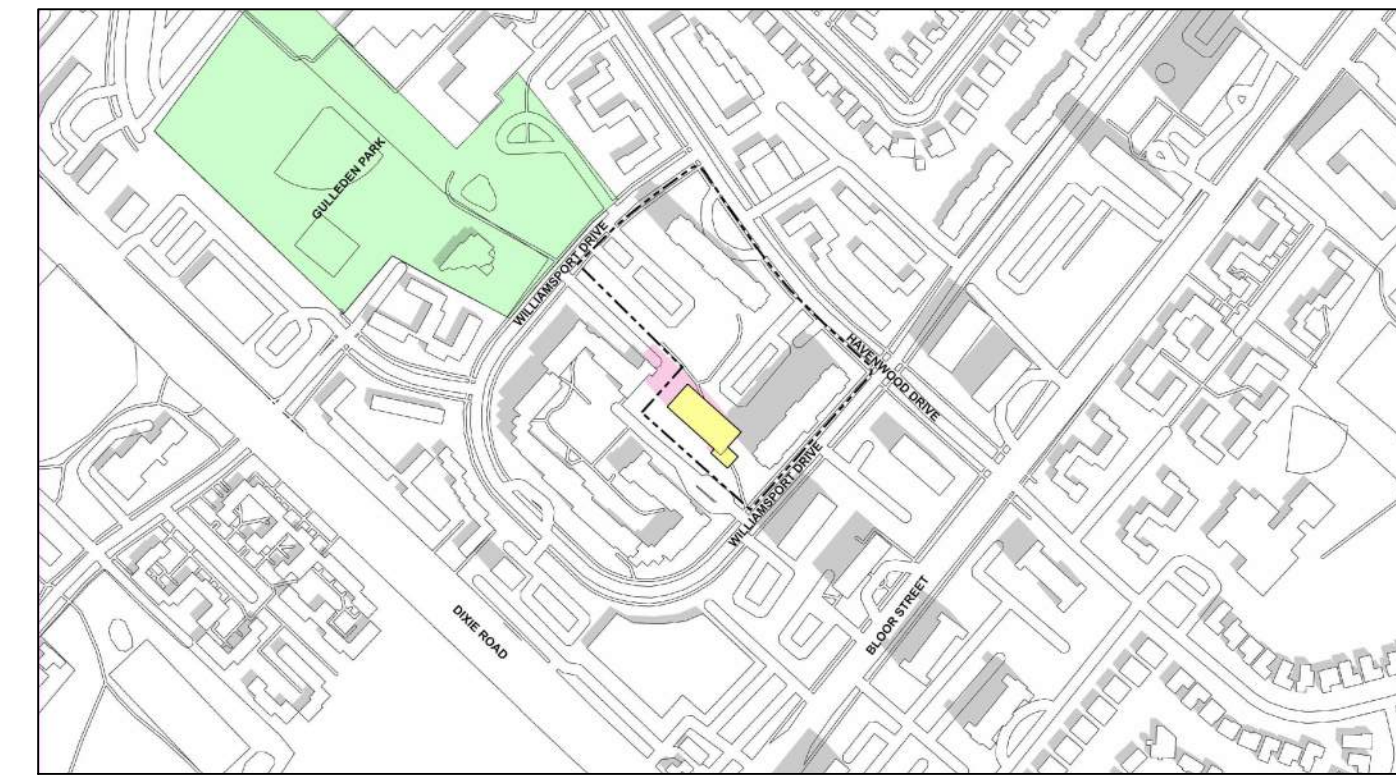 GULLEDEN PARK
WILLIAMSPORT DRIVE
HAVENWOOD DRIVE
WILLIAMSPORT DRIVE
DIXIE ROAD
BLOOR STREET